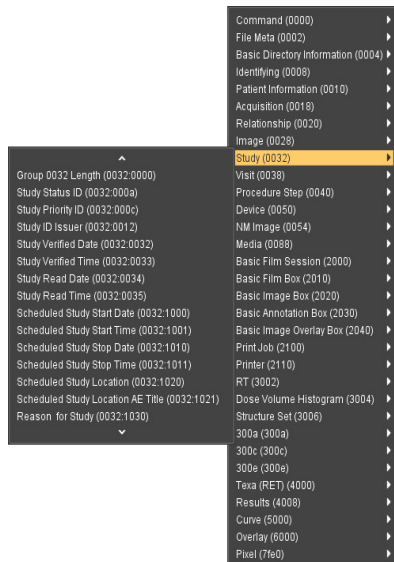 Command (0000)
File Meta (0002)
Basic Directory Information (0004)
Identifying (0008)
Patient Information (0010)
Acquisition (0018)
Relationship (0020)
Image (0028)
Study (0032)
Visit (0038)
Procedure Step (0040)
Device (0050)
NM Image (0054)
Media (0088)
Basic Film Session (2000)
Basic Film Box (2010)
Basic Image Box (2020)
Basic Annotation Box (2030)
Basic Image Overlay Box (2040)
Print Job (2100)
Printer (2110)
RT (3002)
Dose Volume Histogram (3004)
Structure Set (3006)
300a (300a)
300c (300c)
300e (300e)
Texa (RET) (4000)
Results (4008)
Curve (5000)
Overlay (6000)
Pixel (7fe0)
Group 0032 Length (0032:0000)
Study Status ID (0032:000a)
Study Priority ID (0032:000c)
Study ID Issuer (0032:0012)
Study Verified Date (0032:0032)
Study Verified Time (0032:0033)
Study Read Date (0032:0034)
Study Read Time (0032:0035)
Scheduled Study Start Date (0032:1000)
Scheduled Study Start Time (0032:1001)
Scheduled Study Stop Date (0032:1010)
Scheduled Study Stop Time (0032:1011)
Scheduled Study Location (0032:1020)
Scheduled Study Location AE Title (0032:1021)
Reason for Study (0032:1030)